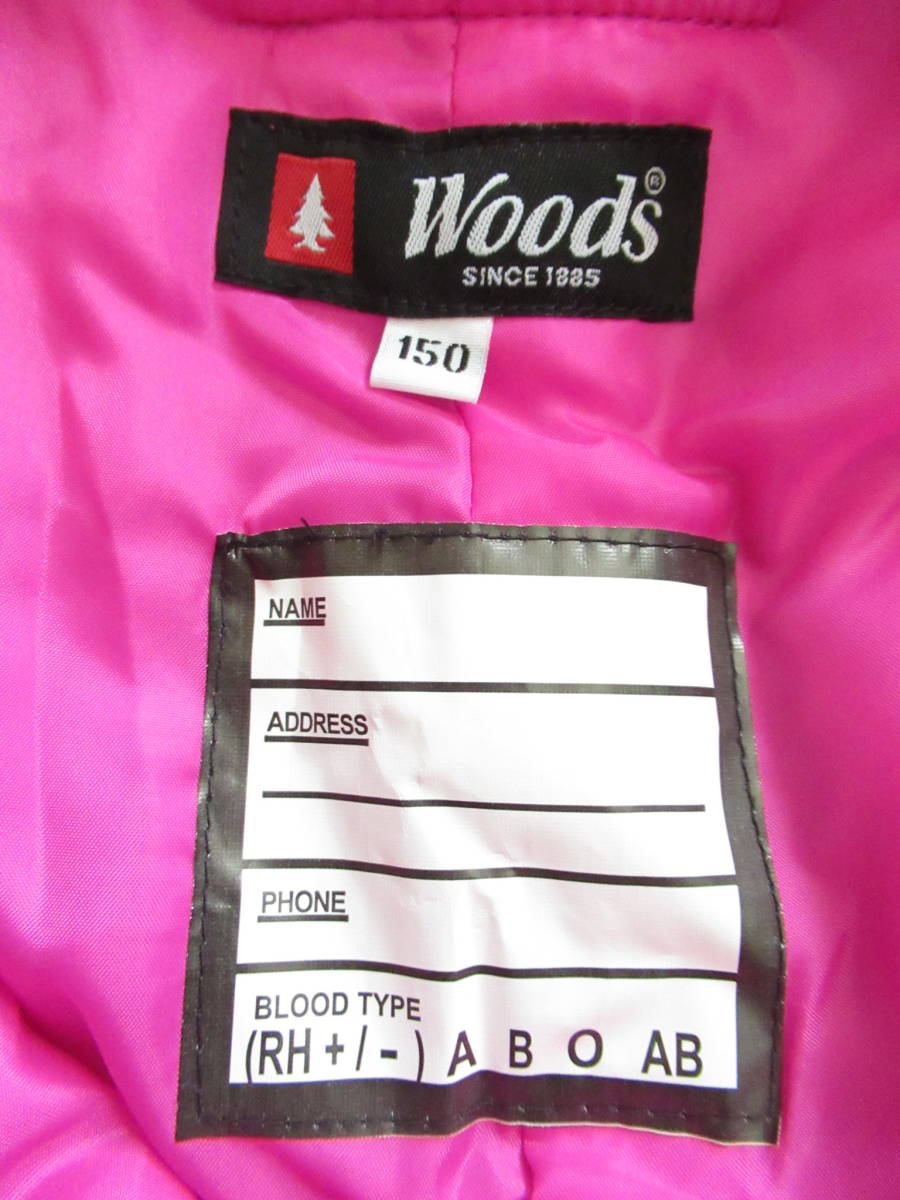 Woods®
SINCE 1885
150
NAME
ADDRESS
PHONE
BLOOD TYPE
(RH + / - ) A B O AB